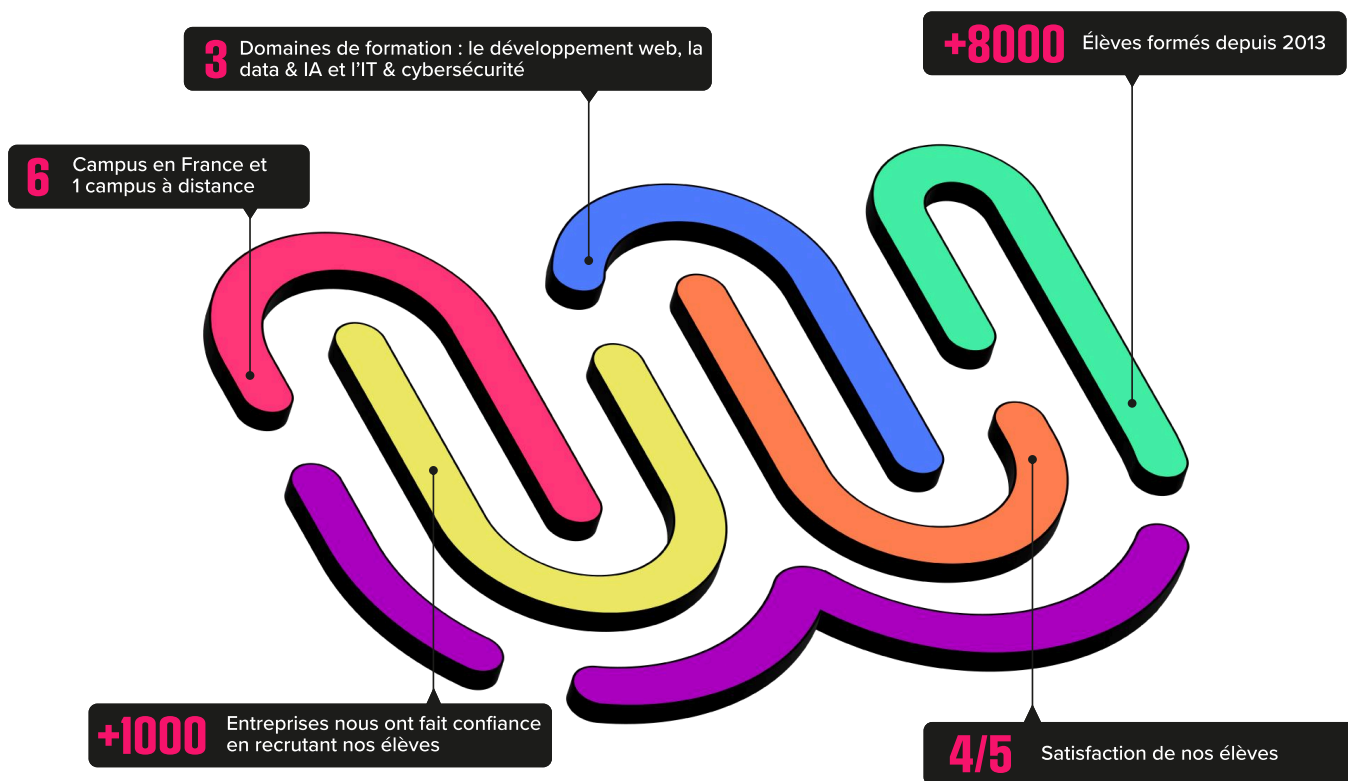 3 Domaines de formation : le développement web, la
data & IA et l'IT & cybersécurité
+8000 Élèves formés depuis 2013
6 Campus en France et
1 campus à distance
+1000 Entreprises nous ont fait confiance
en recrutant nos élèves
4/5 Satisfaction de nos élèves